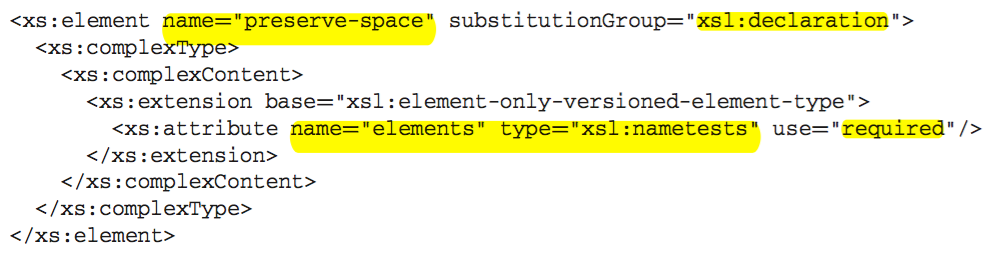 <xs:element name="preserve-space" substitutionGroup="xsl:declaration">
<xs:complexType>
<xs:complexContent>
<xs:extension base="xsl:element-only-versioned-element-type">
<xs:attribute name="elements" type="xsl:nametests" use="required"/>
</xs:extension>
</xs:complexContent>
</xs:complexType>
</xs:element>